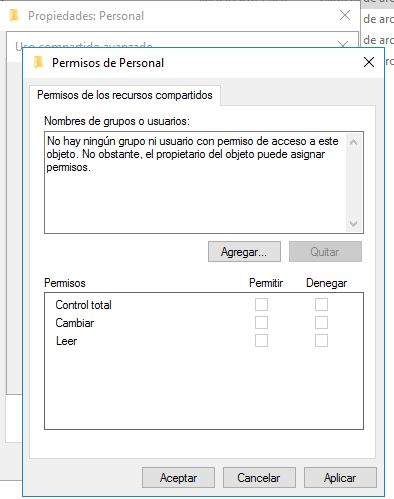 Propiedades: Personal
Uso compartido avanzado
de arc
de arc
de arc
Permisos de Personal
Permisos de los recursos compartidos
Nombres de grupos o usuarios:
No hay ningún grupo ni usuario con permiso de acceso a este
objeto. No obstante, el propietario del objeto puede asignar
permisos.
Agregar...
Quitar
Permisos Permitir Denegar
Control total
Cambiar
Leer
Aceptar
Cancelar
Aplicar